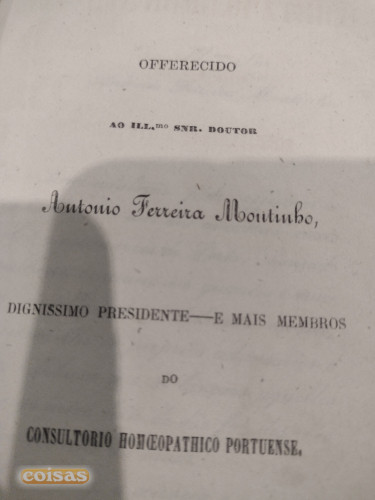 OFFERECIDO
AO ILL.mo SNR. DOUTOR
Antonio Ferreira Moutinho,
DIGNISSIMO PRESIDENTE—E MAIS MEMBROS
DO
CONSULTORIO HOMŒOPATHICO PORTUENSE.
coisas